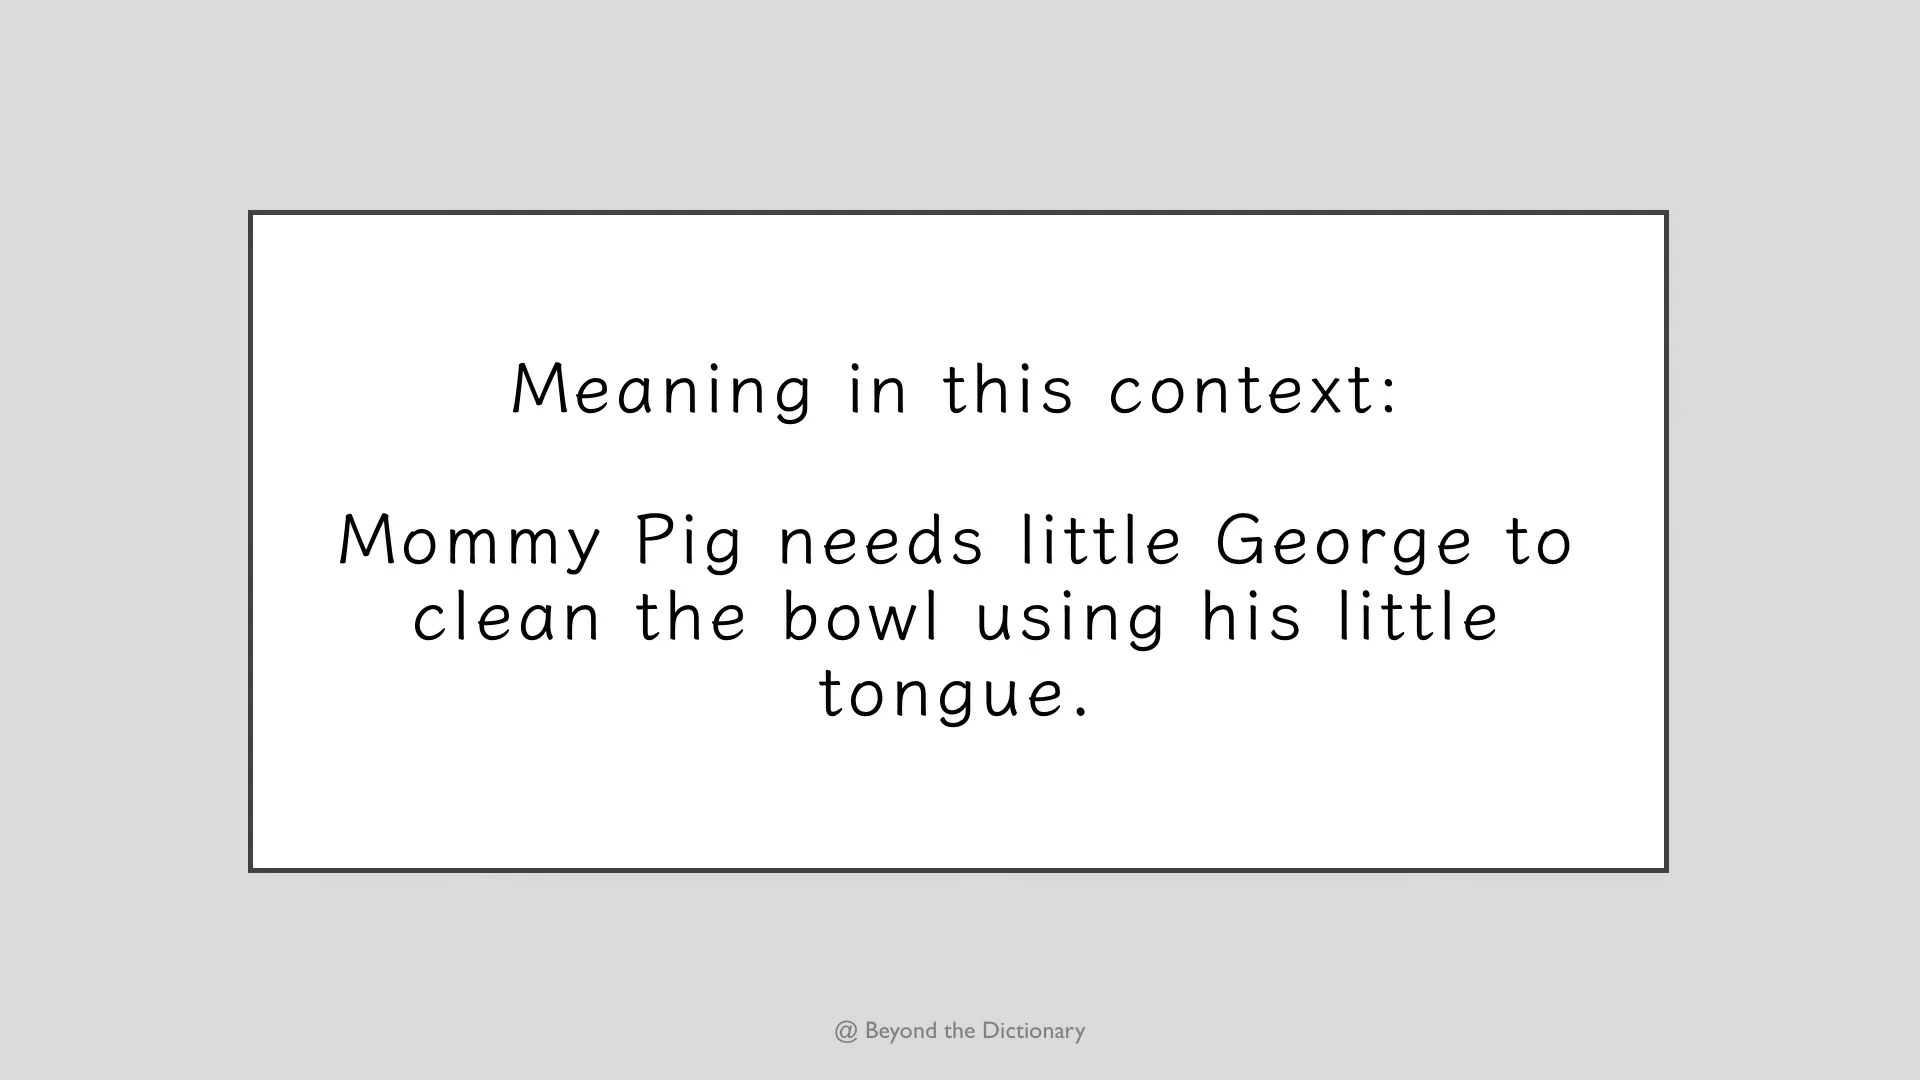 Meaning in this context:
Mommy Pig needs little George to
clean the bowl using his little
tongue.
@ Beyond the Dictionary